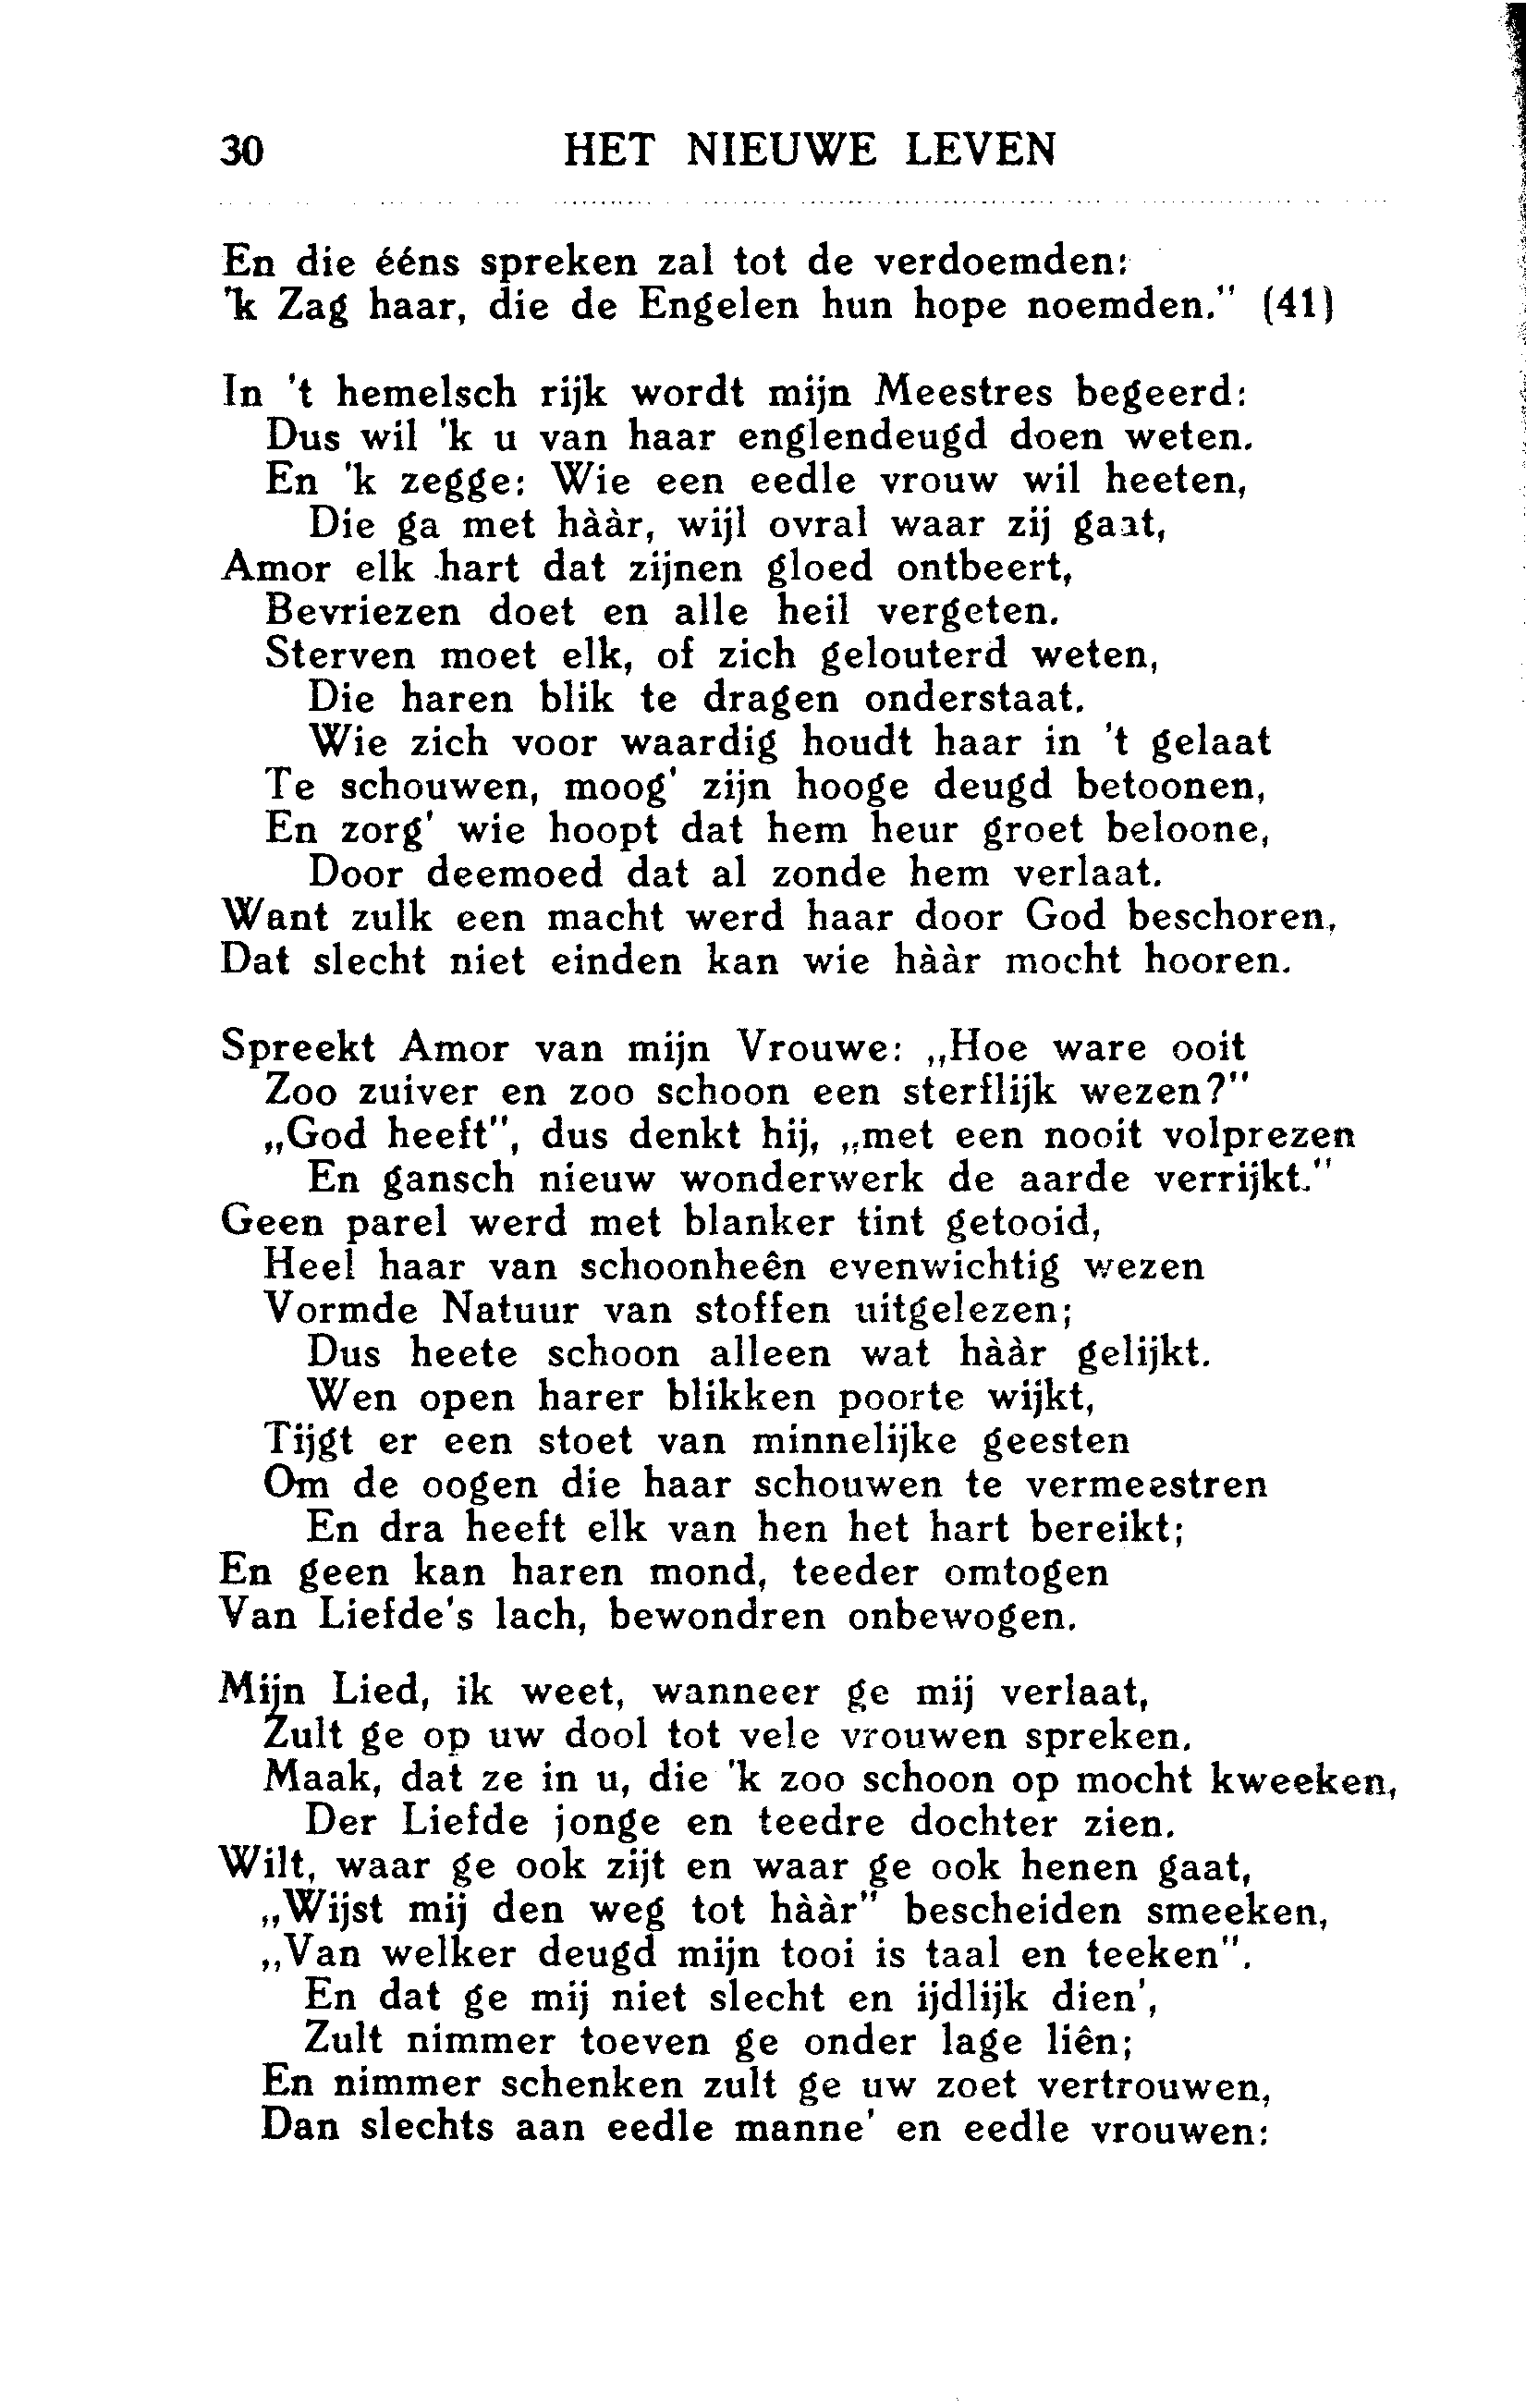 30 HET NIEUWE LEVEN
En die ééns spreken zal tot de verdoemden:
'k Zag haar, die de Engelen hun hope noemden." (41)
In 't hemelsch rijk wordt mijn Meestres begeerd:
Dus wil 'k u van haar englendeugd doen weten.
En 'k zegge: Wie een eedle vrouw wil heeten,
Die ga met hààr, wijl ovral waar zij gaat,
Amor elk hart dat zijnen gloed ontbeert,
Bevriezen doet en alle heil vergeten.
Sterven moet elk, of zich gelouterd weten,
Die haren blik te dragen onderstaat.
Wie zich voor waardig houdt haar in 't gelaat
Te schouwen, moog' zijn hooge deugd betoonen,
En zorg' wie hoopt dat hem heur groet beloone,
Door deemoed dat al zonde hem verlaat.
Want zulk een macht werd haar door God beschoren,
Dat slecht niet einden kan wie hààr mocht hooren.
Spreekt Amor van mijn Vrouwe: „Hoe ware ooit
Zoo zuiver en zoo schoon een sterflijk wezen?"
„God heeft", dus denkt hij, „met een nooit volprezen
En gansch nieuw wonderwerk de aarde verrijkt."
Geen parel werd met blanker tint getooid,
Heel haar van schoonheên evenwichtig wezen
Vormde Natuur van stoffen uitgelezen;
Dus heete schoon alleen wat hààr gelijkt.
Wen open harer blikken poorte wijkt,
Tijgt er een stoet van minnelijke geesten
Om de oogen die haar schouwen te vermeestren
En dra heeft elk van hen het hart bereikt;
En geen kan haren mond, teeder omtogen
Van Liefde's lach, bewondren onbewogen.
Mijn Lied, ik weet, wanneer ge mij verlaat,
Zult ge op uw dool tot vele vrouwen spreken.
Maak, dat ze in u, die 'k zoo schoon op mocht kweeken,
Der Liefde jonge en teedre dochter zien.
Wilt, waar ge ook zijt en waar ge ook henen gaat,
„Wijst mij den weg tot hààr" bescheiden smeeken,
„Van welker deugd mijn tooi is taal en teeken".
En dat ge mij niet slecht en ijdlijk dien',
Zult nimmer toeven ge onder lage liên;
En nimmer schenken zult ge uw zoet vertrouwen,
Dan slechts aan eedle manne' en eedle vrouwen: